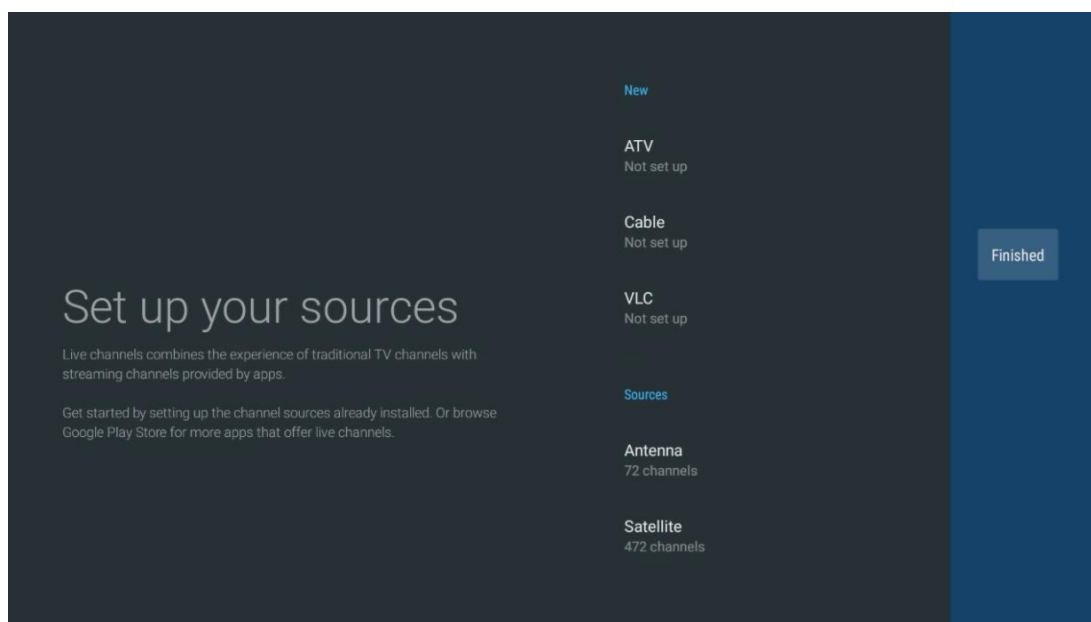 Set up your sources
Live channels combines the experience of traditional TV channels with
streaming channels provided by apps.
Get started by setting up the channel sources already installed. Or browse
Google Play Store for more apps that offer live channels.
New
ATV
Not set up
Cable
Not set up
VLC
Not set up
Sources
Antenna
72 channels
Satellite
472 channels
Finished